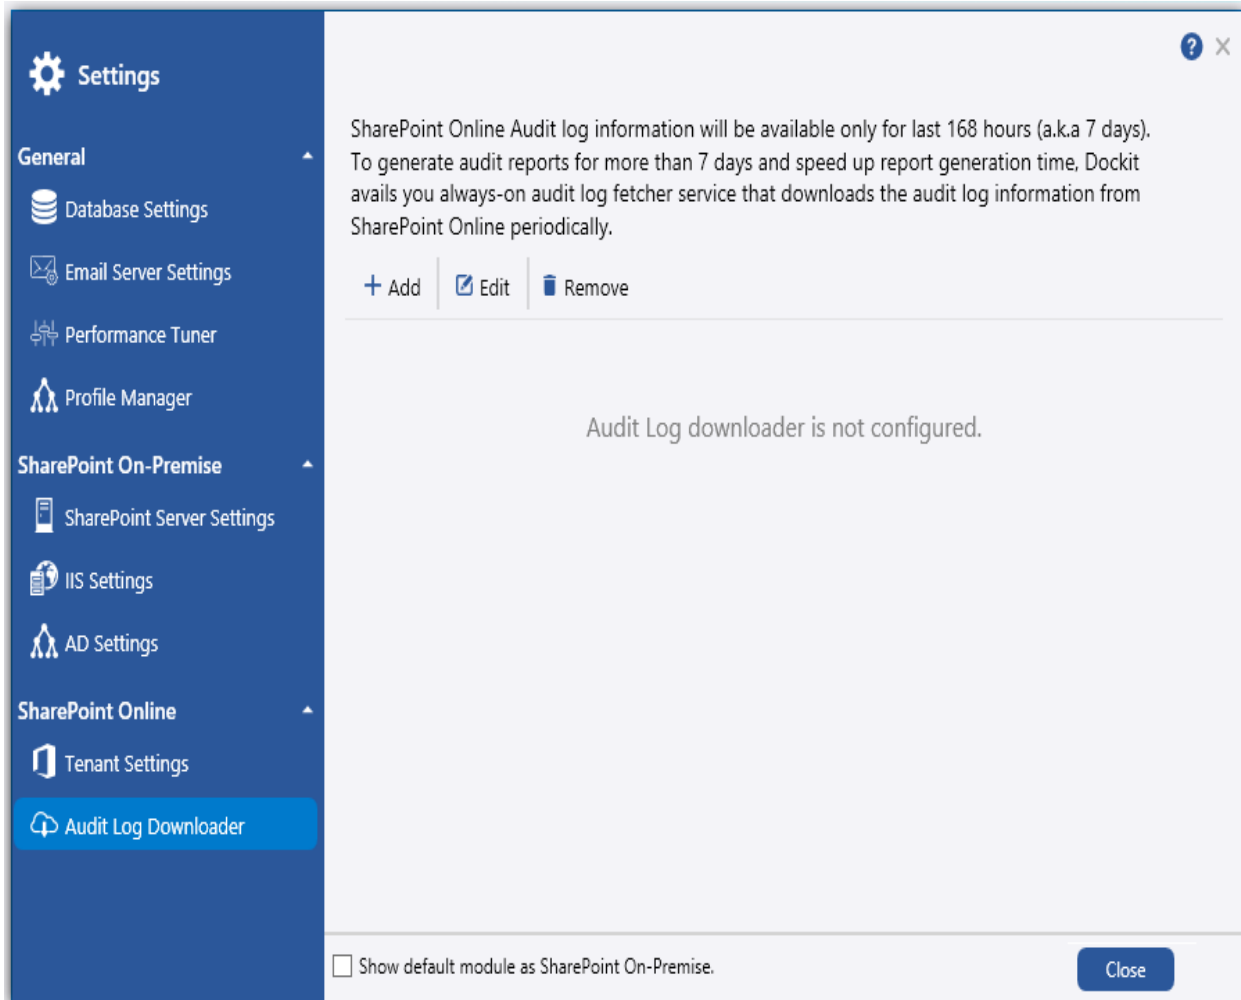 Settings
General
Database Settings
Email Server Settings
Performance Tuner
Profile Manager
SharePoint On-Premise
SharePoint Server Settings
IIS Settings
AD Settings
SharePoint Online
Tenant Settings
Audit Log Downloader
?
SharePoint Online Audit log information will be available only for last 168 hours (a.k.a 7 days).
To generate audit reports for more than 7 days and speed up report generation time, Dockit
avails you always-on audit log fetcher service that downloads the audit log information from
SharePoint Online periodically.
Add Edit Remove
Audit Log downloader is not configured.
Show default module as SharePoint On-Premise.
Close